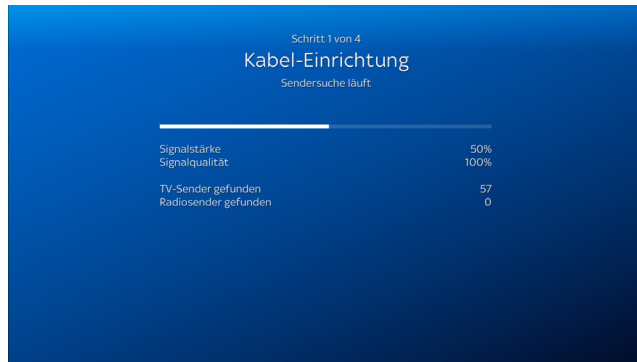 Schritt 1 von 4
Kabel-Einrichtung
Sendersuche läuft
Signalstärke 50%
Signalqualität 100%
TV-Sender gefunden 57
Radiosender gefunden 0